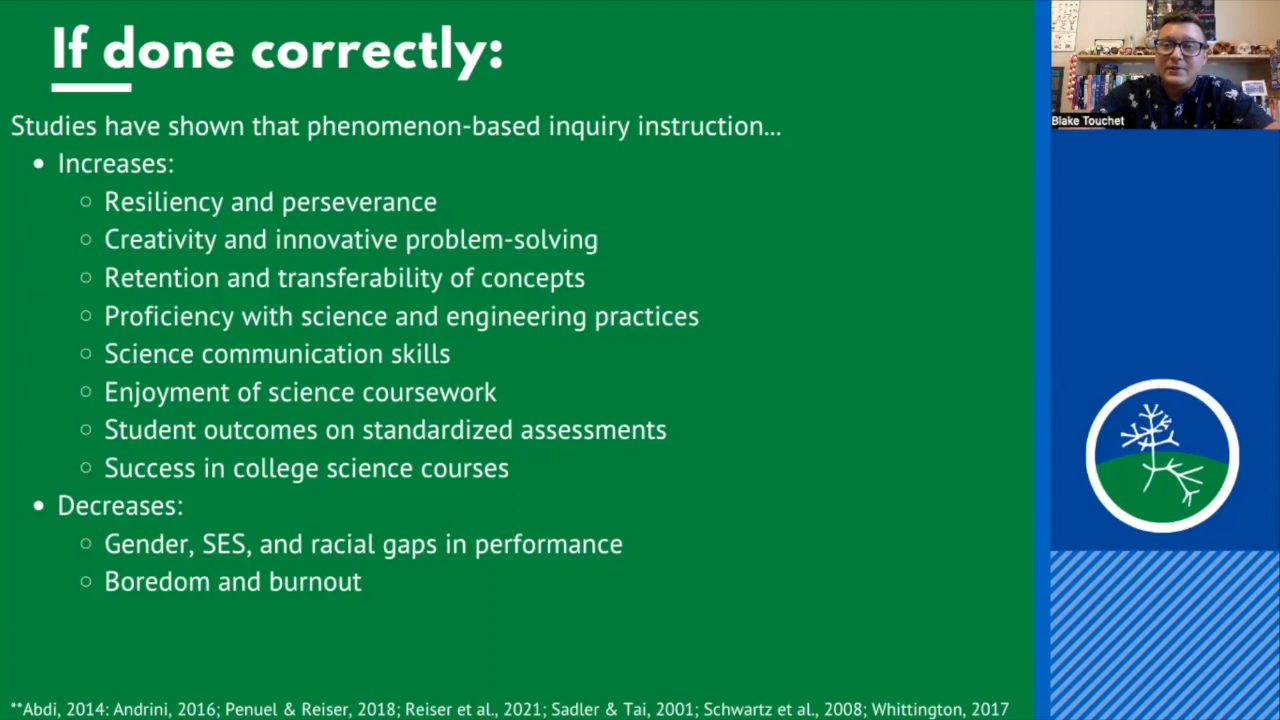 If done correctly:
Studies have shown that phenomenon-based inquiry instruction...
• Increases:
○ Resiliency and perseverance
○ Creativity and innovative problem-solving
○ Retention and transferability of concepts
○ Proficiency with science and engineering practices
○ Science communication skills
○ Enjoyment of science coursework
○ Student outcomes on standardized assessments
○ Success in college science courses
• Decreases:
○ Gender, SES, and racial gaps in performance
○ Boredom and burnout
**Abdi, 2014: Andrini, 2016; Penuel & Reiser, 2018; Reiser et al., 2021; Sadler & Tai, 2001; Schwartz et al., 2008; Whittington, 2017
Blake Touchet